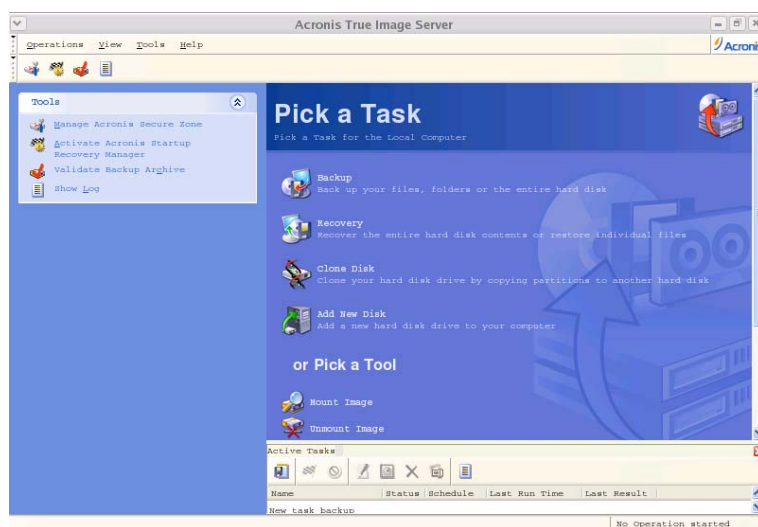 Acronis True Image Server
Operations View Tools Help
Acroni
Tools
Manage Acronis Secure Zone
Activate Acronis Startup
Recovery Manager
Validate Backup Archive
Show Log
Pick a Task
Pick a Task for the Local Computer
Backup
Back up your files, folders or the entire hard disk
Recovery
Recover the entire hard disk contents or restore individual files
Clone Disk
Clone your hard disk drive by copying partitions to another hard disk
Add New Disk
Add a new hard disk drive to your computer
or Pick a Tool
Mount Image
Unmount Image
Active Tasks
Name Status Schedule Last Run Time Last Result
New task backup
No Operation started